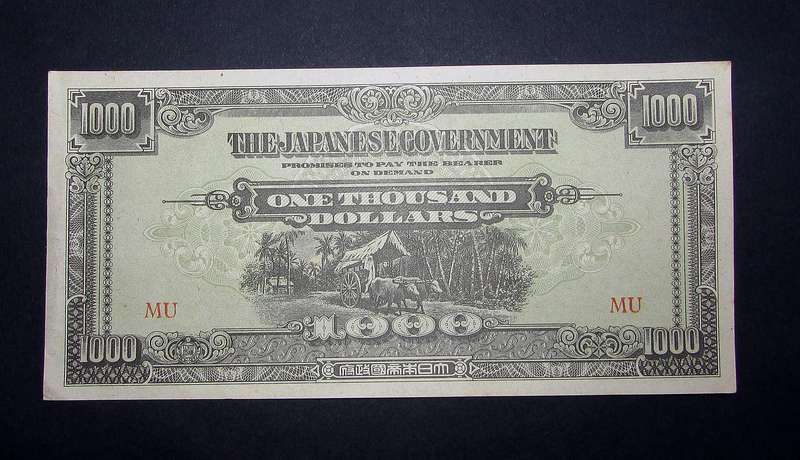 1000 1000
THE JAPANESE GOVERNMENT
PROMISES TO PAY THE BEARER
ON DEMAND
ONE THOUSAND
DOLLARS
MU MU
1000
1000 1000
府政國帝本日大